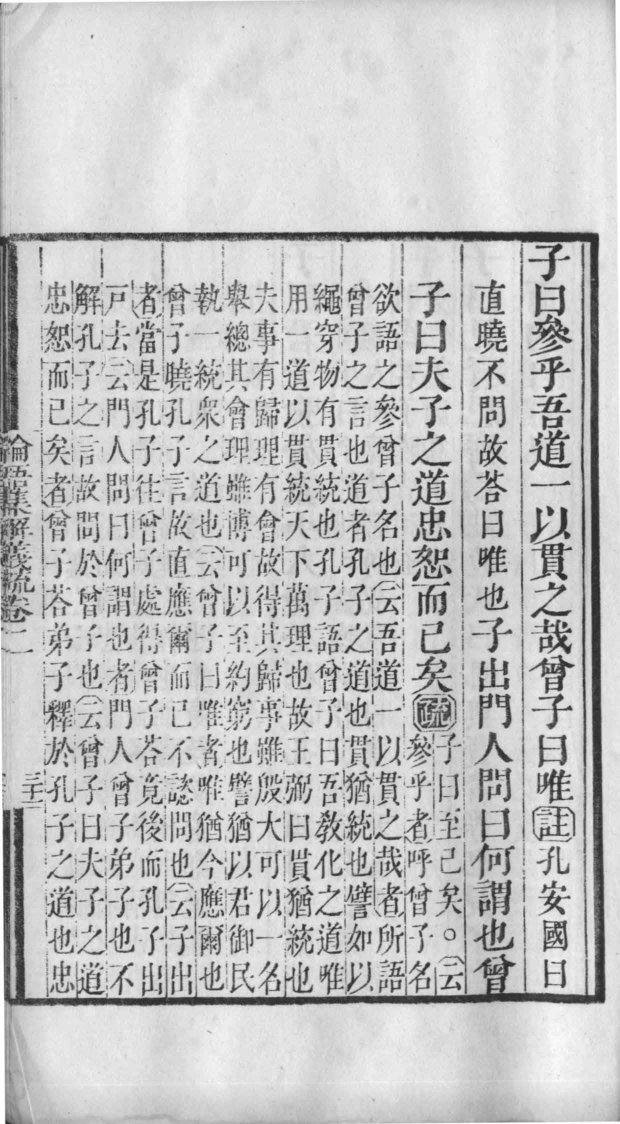 子曰參乎吾道一以貫之哉曾子曰唯註孔安國曰
直曉不問故荅曰唯也子出門人問曰何謂也曾
子曰夫子之道忠恕而已矣疏子曰至已矣。云
參乎者呼曾子名
欲語之參曾子名也云吾道一以貫之哉者所語
曾子之言也道者孔子之道也貫猶統也譬如以
繩穿物有貫統也孔子語曾子曰吾敎化之道唯
用一道以貫統天下萬理也故王弼曰貫猶統也
夫事有歸理有會故得其歸事雖殷大可以一名
舉總其會理雖博可以至約窮也譬猶以君御民
執一統衆之道也云曾子曰唯者唯猶今應爾也
曾子曉孔子言故直應爾而已不諮問也云子出
者當是孔子往曾子處得曾子荅竟後而孔子出
戸去云門人問曰何謂也者門人曾子弟子也不
解孔子之言故問於曾子也云曾子曰夫子之道
忠恕而已矣者曾子荅弟子釋於孔子之道也忠
論語集解義疏卷二
三十二